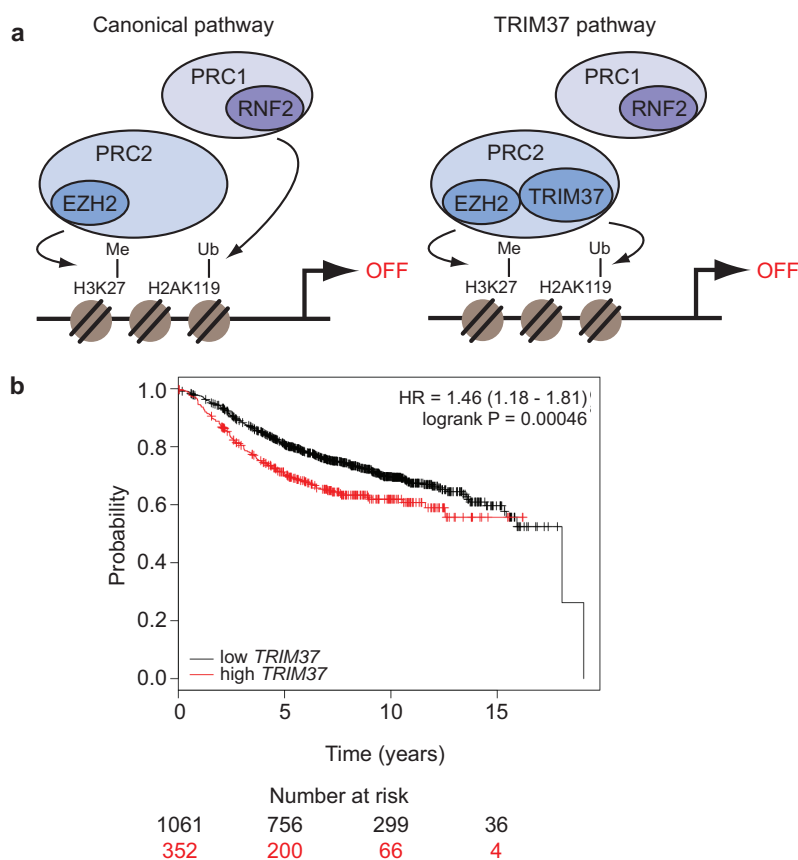 a
Canonical pathway
PRC1
RNF2
PRC2
EZH2
Me
Ub
H3K27
H2AK119
OFF
TRIM37 pathway
PRC1
RNF2
PRC2
EZH2
TRIM37
Me
Ub
H3K27
H2AK119
OFF
b
HR = 1.46 (1.18 - 1.81)
logrank P = 0.00046
Probability
1.0
0.8
0.6
0.4
0.2
0.0
low TRIM37
high TRIM37
0 5 10 15
Time (years)
Number at risk
1061 756 299 36
352 200 66 4